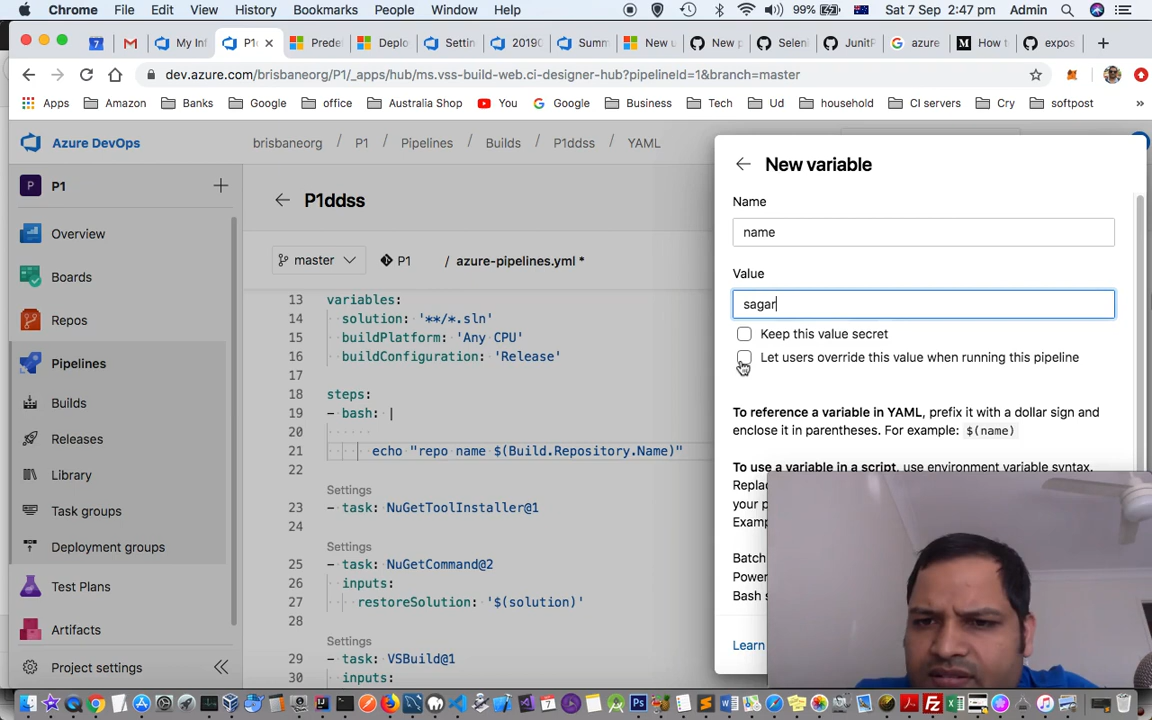 Chrome File Edit View History Bookmarks People Window Help 99% Sat 7 Sep 2:47 pm Admin
7 My In P1 Predef Deplo Settin 20190 Summ New u New p Selen JunitP azure How t expos
dev.azure.com/brisbaneorg/P1/_apps/hub/ms.vss-build-web.ci-designer-hub?pipelineId=1&branch=master
Apps Amazon Banks Google office Australia Shop You Google Business Tech Ud household CI servers Cry softpost »
Azure DevOps brisbaneorg / P1 / Pipelines / Builds / P1ddss / YAML
P P1
Overview
Boards
Repos
Pipelines
Builds
Releases
Library
Task groups
Deployment groups
Test Plans
Artifacts
Project settings
P1ddss
master P1 / azure-pipelines.yml *
13 variables:
14 solution: '**/*.sln'
15 buildPlatform: 'Any CPU'
16 buildConfiguration: 'Release'
17
18 steps:
19 - bash: |
20
21 echo "repo name $(Build.Repository.Name)"
22
Settings
23 - task: NuGetToolInstaller@1
24
Settings
25 - task: NuGetCommand@2
26 inputs:
27 restoreSolution: '$(solution)'
28
Settings
29 - task: VSBuild@1
30 inputs:
New variable
Name
name
Value
sagar
Keep this value secret
Let users override this value when running this pipeline
To reference a variable in YAML, prefix it with a dollar sign and
enclose it in parentheses. For example: $(name)
To use a variable in a script, use environment variable syntax.
Replac
your p
Examp
Batch
Power
Bash s
Learn